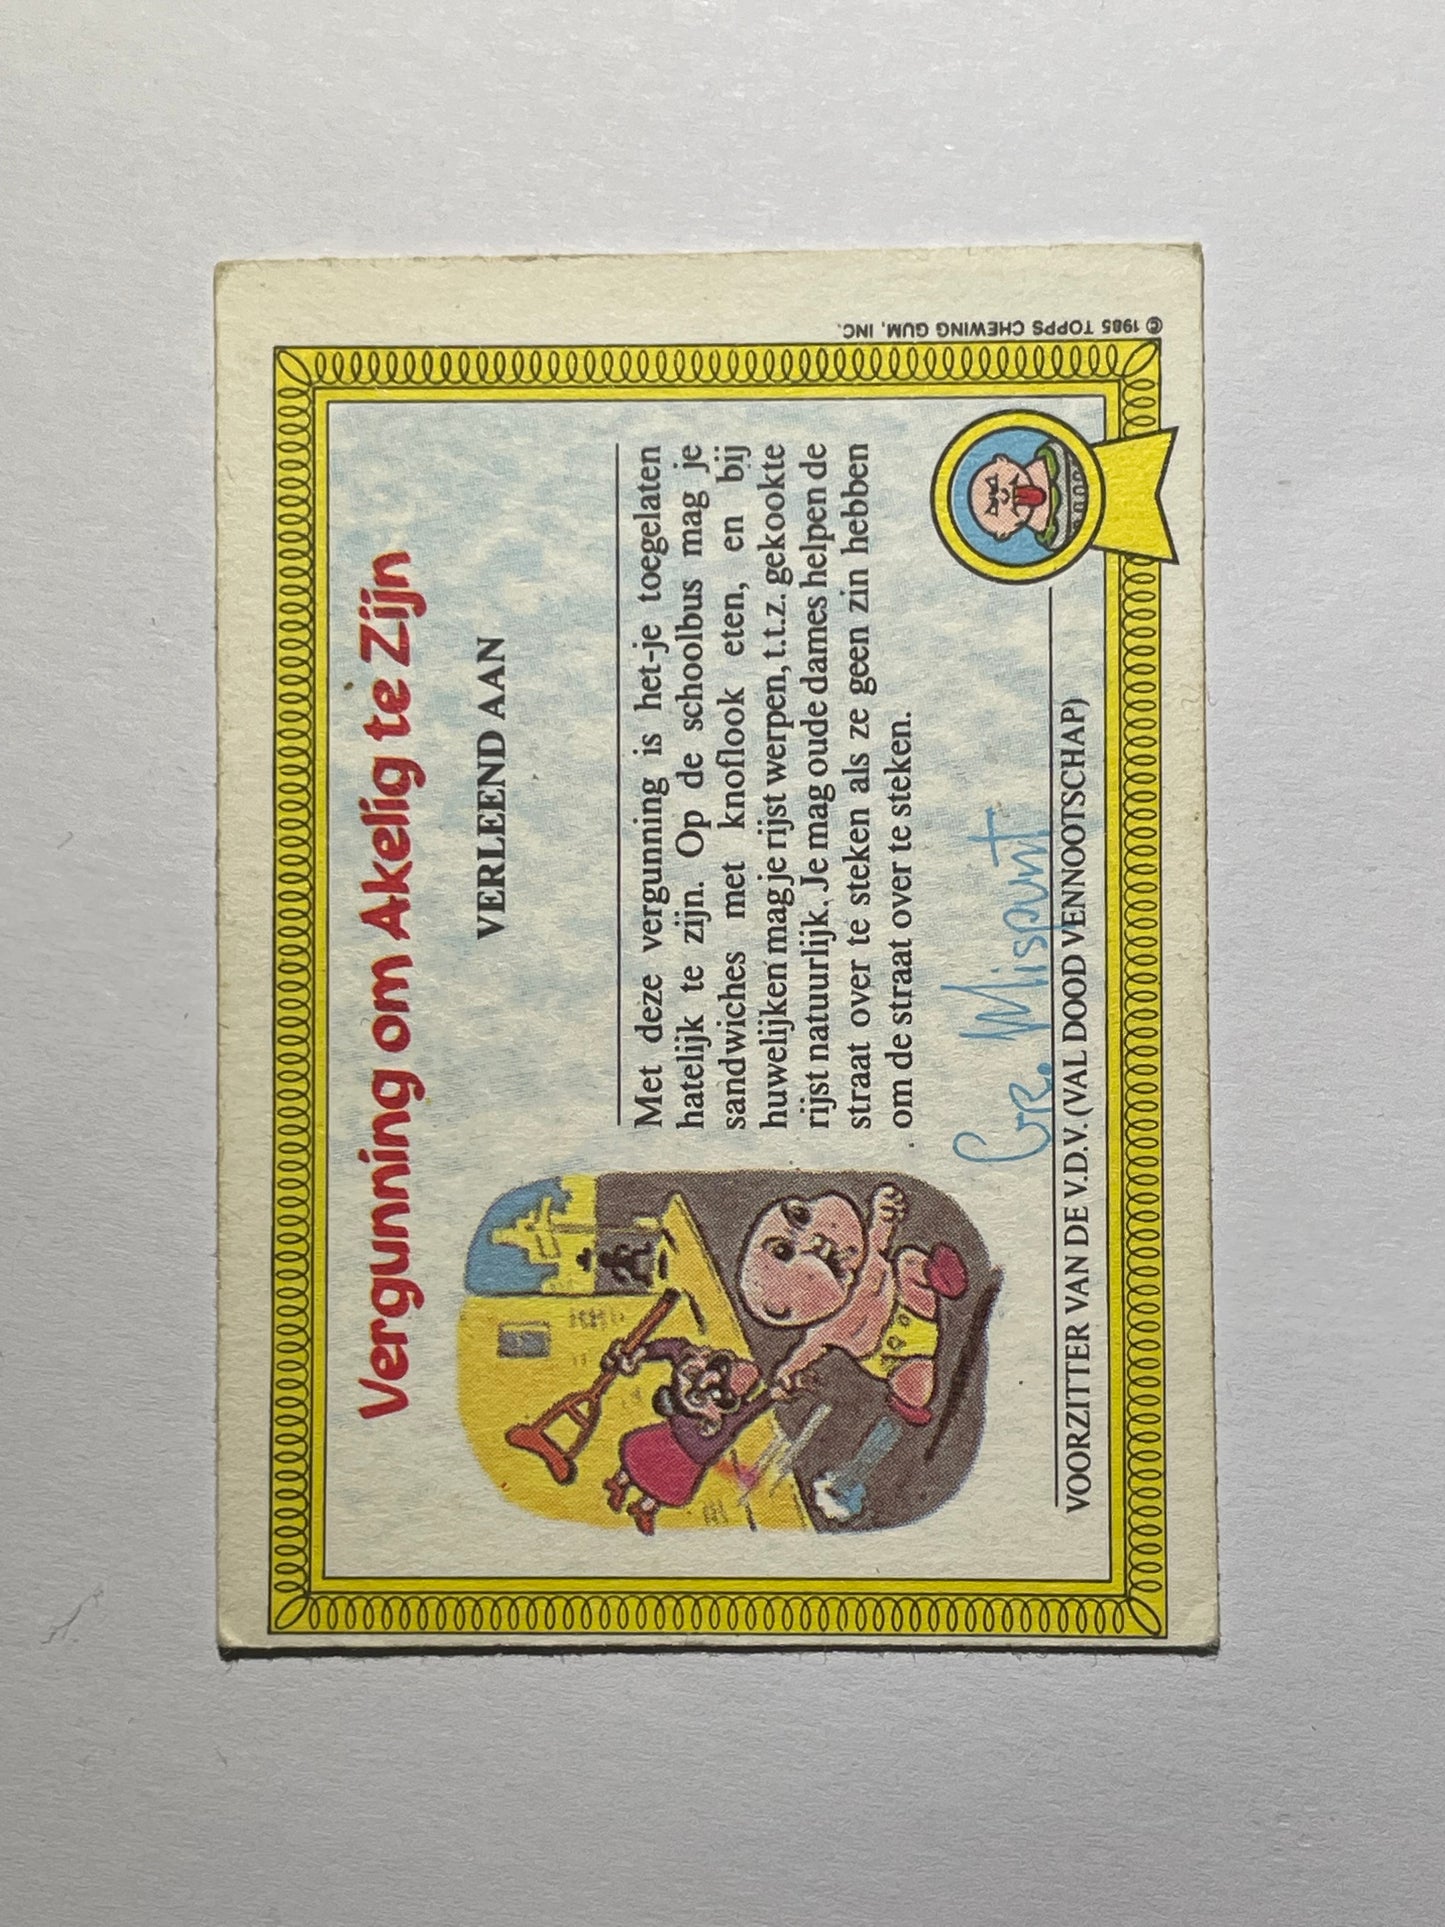 Vergunning om Akelig te Zijn
VERLEEND AAN
Met deze vergunning is het-je toegelaten
hatelijk te zijn. Op de schoolbus mag je
sandwiches met knoflook eten, en bij
huwelijken mag je rijst werpen, t.t.z. gekookte
rijst natuurlijk. Je mag oude dames helpen de
straat over te steken als ze geen zin hebben
om de straat over te steken.
Gr. Mispunt
VOORZITTER VAN DE V.D.V. (VAL DOOD VENNOOTSCHAP)
© 1985 TOPPS CHEWING GUM, INC.